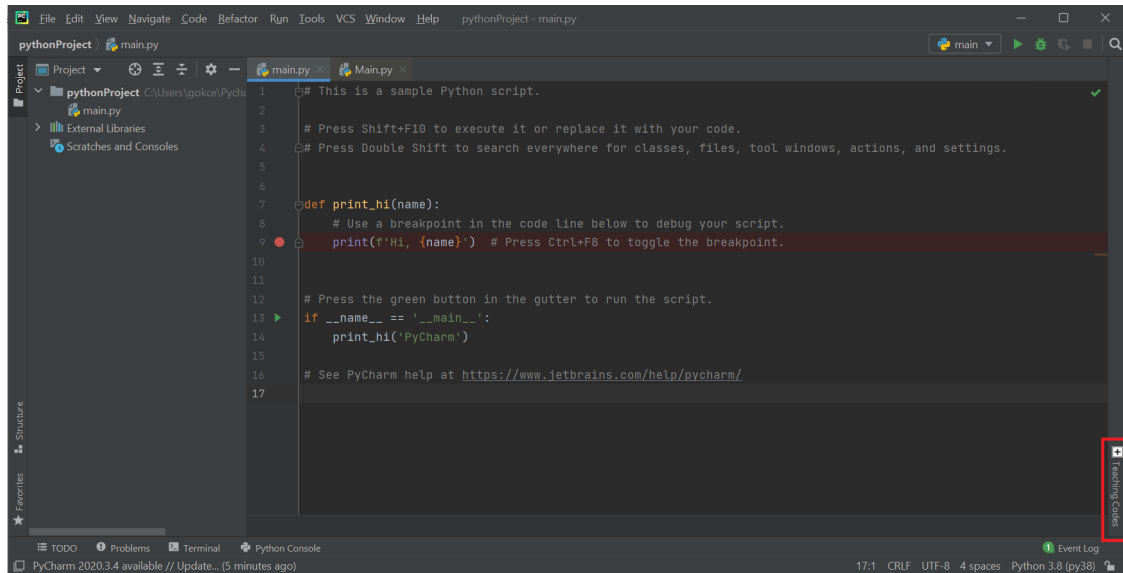 PC File Edit View Navigate Code Refactor Run Tools VCS Window Help pythonProject - main.py
pythonProject main.py main
Project main.py Main.py
Project
pythonProject C:\Users\gokce\Pycha
main.py
External Libraries
Scratches and Consoles
1 # This is a sample Python script.
2
3 # Press Shift+F10 to execute it or replace it with your code.
4 # Press Double Shift to search everywhere for classes, files, tool windows, actions, and settings.
5
6
7 def print_hi(name):
8 # Use a breakpoint in the code line below to debug your script.
9 print(f'Hi, {name}') # Press Ctrl+F8 to toggle the breakpoint.
10
11
12 # Press the green button in the gutter to run the script.
13 if __name__ == '__main__':
14 print_hi('PyCharm')
15
16 # See PyCharm help at https://www.jetbrains.com/help/pycharm/
17
Structure
Favorites
Teaching Codes
TODO Problems Terminal Python Console 1 Event Log
PyCharm 2020.3.4 available // Update... (5 minutes ago) 17:1 CRLF UTF-8 4 spaces Python 3.8 (py38)